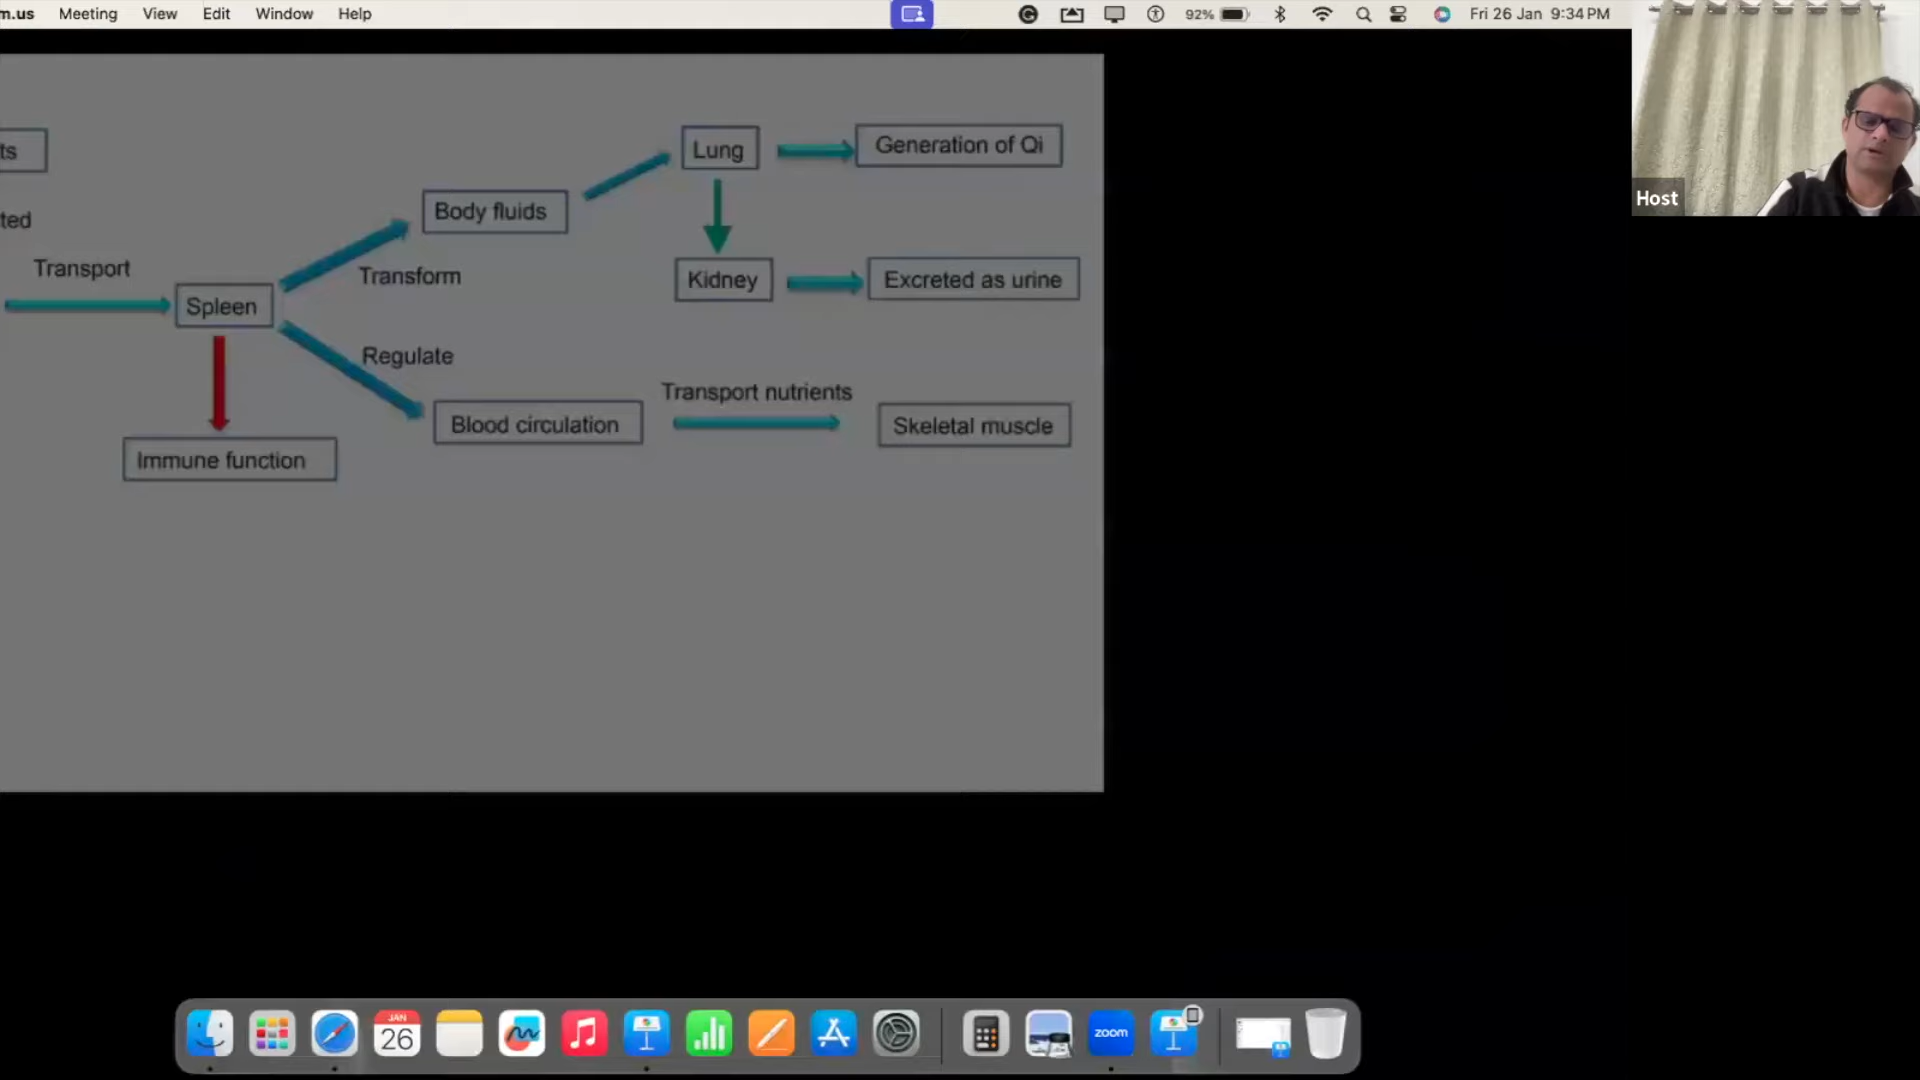 m.us Meeting View Edit Window Help 92% Fri 26 Jan 9:34 PM
Host
ts
ted
Transport
Spleen
Immune function
Transform
Regulate
Body fluids
Blood circulation
Lung
Generation of Qi
Kidney
Excreted as urine
Transport nutrients
Skeletal muscle
JAN
26
zoom